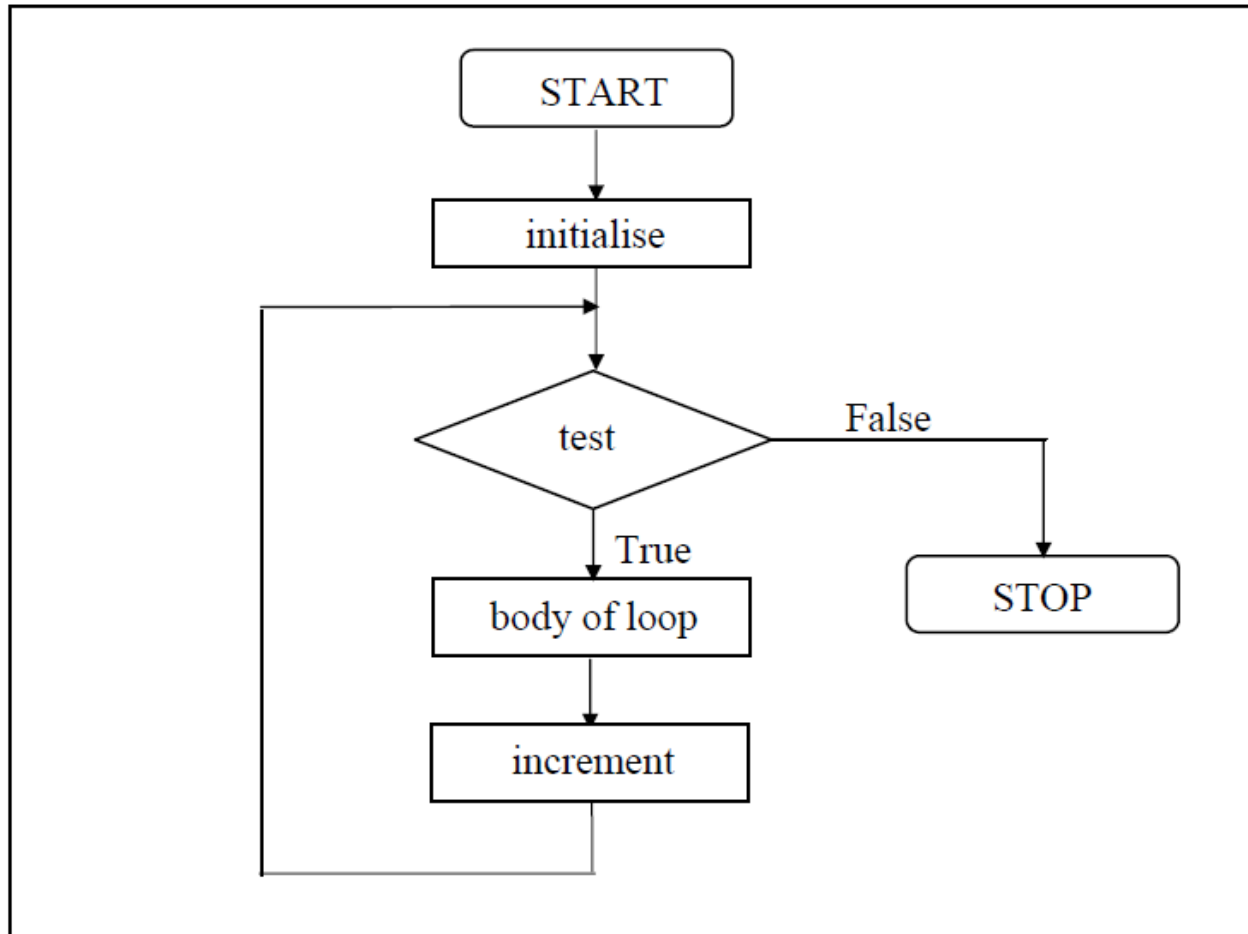 START
initialise
test
False
True
body of loop
STOP
increment